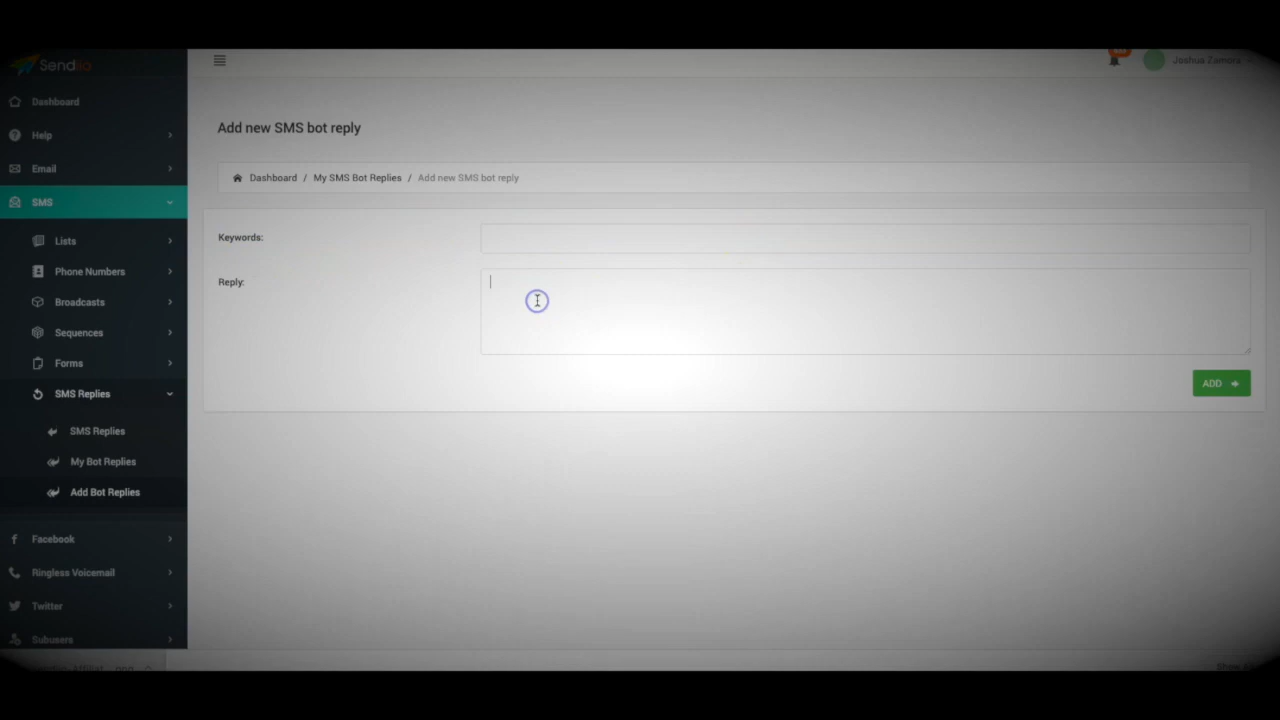 Sendiio
Joshua Zamora
Dashboard
Help
Email
SMS
Lists
Phone Numbers
Broadcasts
Sequences
Forms
SMS Replies
SMS Replies
My Bot Replies
Add Bot Replies
Facebook
Ringless Voicemail
Twitter
Subusers
Add new SMS bot reply
Dashboard / My SMS Bot Replies / Add new SMS bot reply
Keywords:
Reply:
ADD